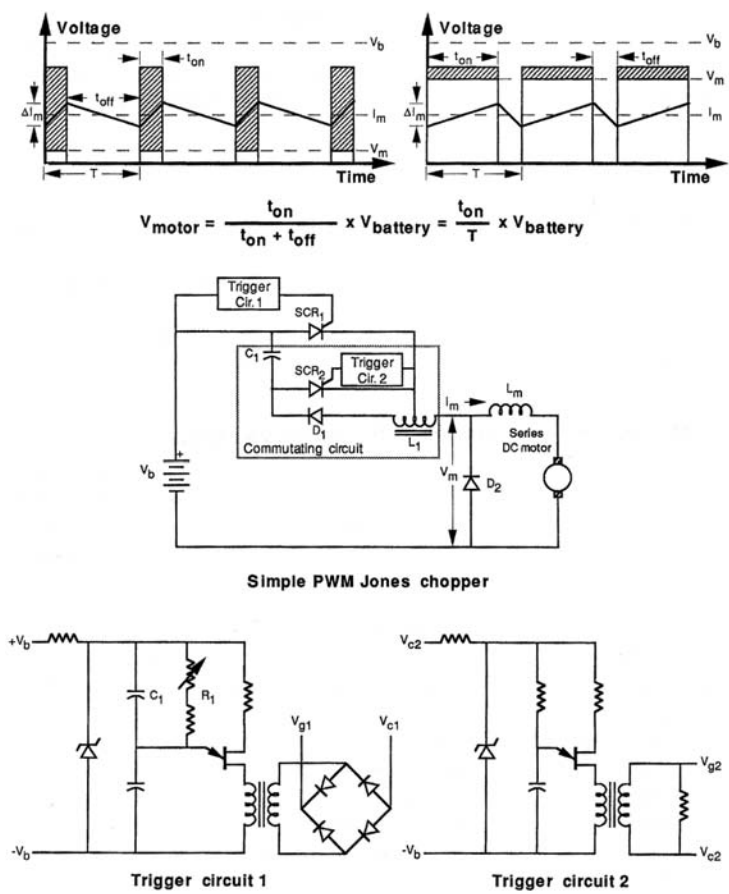 Voltage
t_on
V_b
t_off
ΔI_m
I_m
V_m
T
Time
Voltage
V_b
t_on
t_off
V_m
ΔI_m
I_m
T
Time
V_motor = t_on / (t_on + t_off) x V_battery = t_on / T x V_battery
Trigger
Cir. 1
SCR_1
C_1
SCR_2
Trigger
Cir. 2
D_1
L_1
Commutating circuit
I_m
L_m
Series
DC motor
V_b
+
V_m
D_2
Simple PWM Jones chopper
+V_b
C_1
R_1
V_g1
V_c1
-V_b
Trigger circuit 1
V_c2
V_g2
-V_b
V_c2
Trigger circuit 2